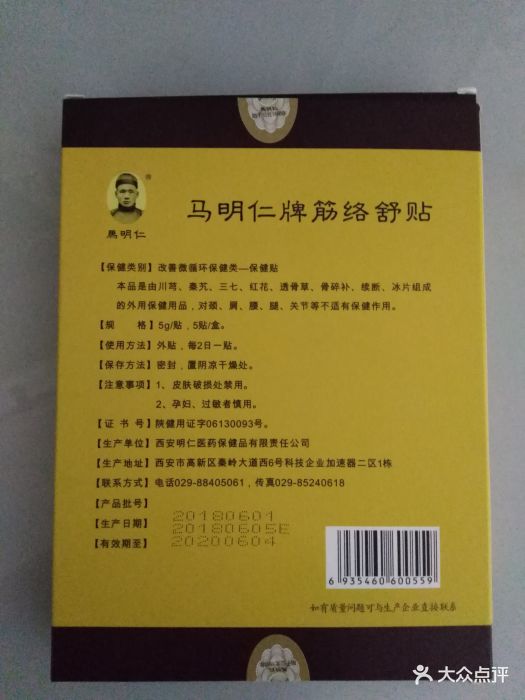 ®
馬明仁
马明仁牌筋络舒贴
【保健类别】改善微循环保健类—保健贴
本品是由川芎、秦艽、三七、红花、透骨草、骨碎补、续断、冰片组成
的外用保健用品，对颈、肩、腰、腿、关节等不适有保健作用。
【规 格】5g/贴，5贴/盒。
【使用方法】外贴，每2日一贴。
【保存方法】密封，置阴凉干燥处。
【注意事项】1、皮肤破损处禁用。
2、孕妇、过敏者慎用。
【证 书 号】陕健用证字06130093号。
【生产单位】西安明仁医药保健品有限责任公司
【生产地址】西安市高新区秦岭大道西6号科技企业加速器二区1栋
【联系方式】电话029-88405061，传真029-85240618
【产品批号】20180601
【生产日期】20180605E
【有效期至】20200604
6 935460 600559
如有质量问题可与生产企业直接联系
大众点评